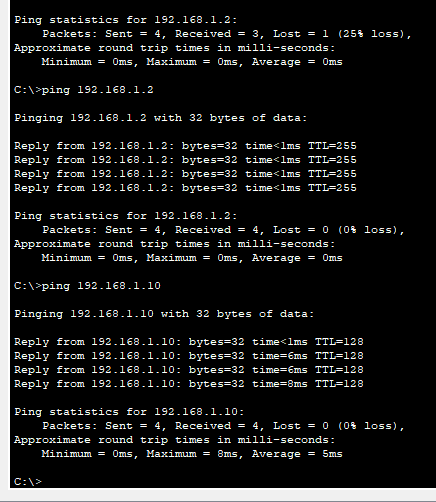 Ping statistics for 192.168.1.2:
    Packets: Sent = 4, Received = 3, Lost = 1 (25% loss),
Approximate round trip times in milli-seconds:
    Minimum = 0ms, Maximum = 0ms, Average = 0ms
C:\>ping 192.168.1.2
Pinging 192.168.1.2 with 32 bytes of data:
Reply from 192.168.1.2: bytes=32 time<1ms TTL=255
Reply from 192.168.1.2: bytes=32 time<1ms TTL=255
Reply from 192.168.1.2: bytes=32 time<1ms TTL=255
Reply from 192.168.1.2: bytes=32 time<1ms TTL=255
Ping statistics for 192.168.1.2:
    Packets: Sent = 4, Received = 4, Lost = 0 (0% loss),
Approximate round trip times in milli-seconds:
    Minimum = 0ms, Maximum = 0ms, Average = 0ms
C:\>ping 192.168.1.10
Pinging 192.168.1.10 with 32 bytes of data:
Reply from 192.168.1.10: bytes=32 time<1ms TTL=128
Reply from 192.168.1.10: bytes=32 time=6ms TTL=128
Reply from 192.168.1.10: bytes=32 time=6ms TTL=128
Reply from 192.168.1.10: bytes=32 time=8ms TTL=128
Ping statistics for 192.168.1.10:
    Packets: Sent = 4, Received = 4, Lost = 0 (0% loss),
Approximate round trip times in milli-seconds:
    Minimum = 0ms, Maximum = 8ms, Average = 5ms
C:\>